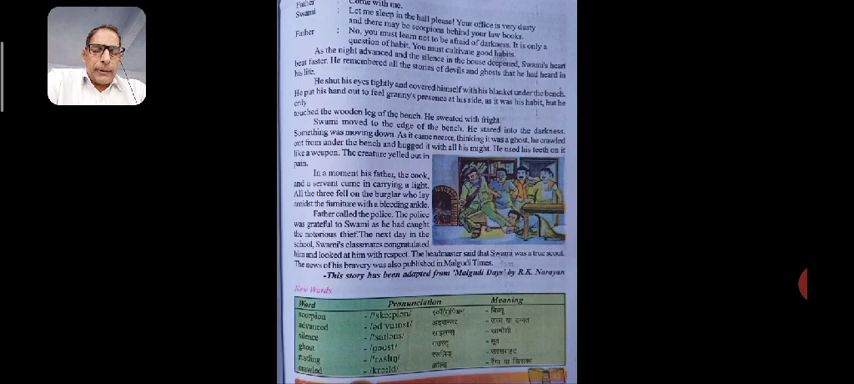 Father : Come with me.
Swami : Let me sleep in the hall please! Your office is very dusty
and there may be scorpions behind your law books.
Father : No, you must learn not to be afraid of darkness. It is only a
question of habit. You must cultivate good habits.
As the night advanced and the silence in the house deepened, Swami's heart
beat faster. He remembered all the stories of devils and ghosts that he had heard in
his life.
He shut his eyes tightly and covered himself with his blanket under the bench.
He put his hand out to feel granny's presence at his side, as it was his habit, but he
only
touched the wooden leg of the bench. He sweated with fright.
Swami moved to the edge of the bench. He stared into the darkness.
Something was moving down. As it came nearer, thinking it was a ghost, he crawled
out from under the bench and hugged it with all his might. He used his teeth on it
like a weapon. The creature yelled out in
pain.
In a moment his father, the cook,
and a servant came in carrying a light.
All the three fell on the burglar who lay
amidst the furniture with a bleeding ankle.
Father called the police. The police
was grateful to Swami as he had caught
the notorious thief. The next day in the
school, Swami's classmates congratulated
him and looked at him with respect. The headmaster said that Swami was a true scout.
The news of his bravery was also published in Malgudi Times.
-This story has been adapted from 'Malgudi Days' by R.K. Narayan
New Words
Word Pronunciation Meaning
scorpion - बिच्छू
advanced
silence - खामोशी
ghost - भूत
rustling - सरसराहट
crawled